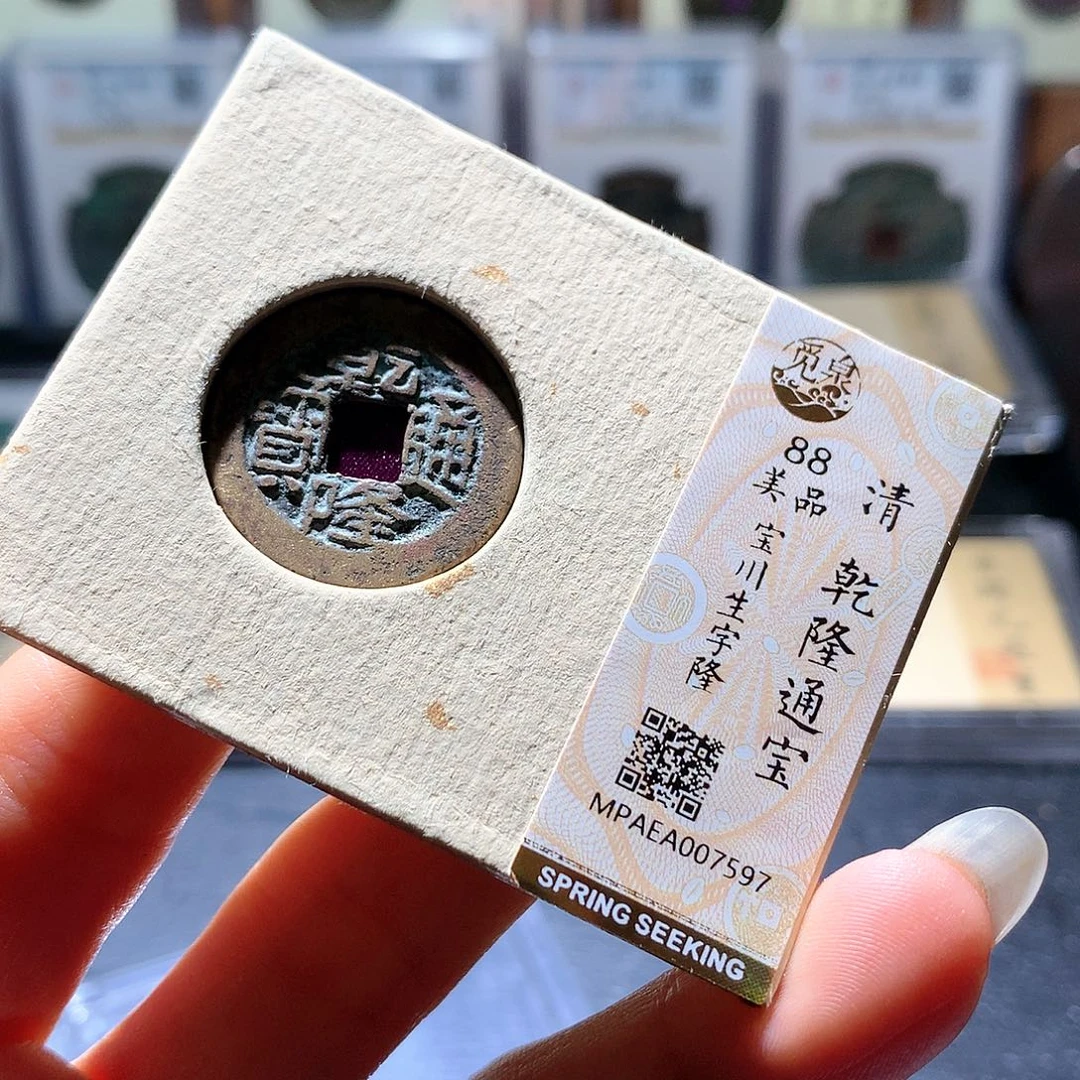 乾隆通寶
觅泉
88
美品
宝川生字隆
清
乾隆通宝
MPAEA007597
SPRING SEEKING